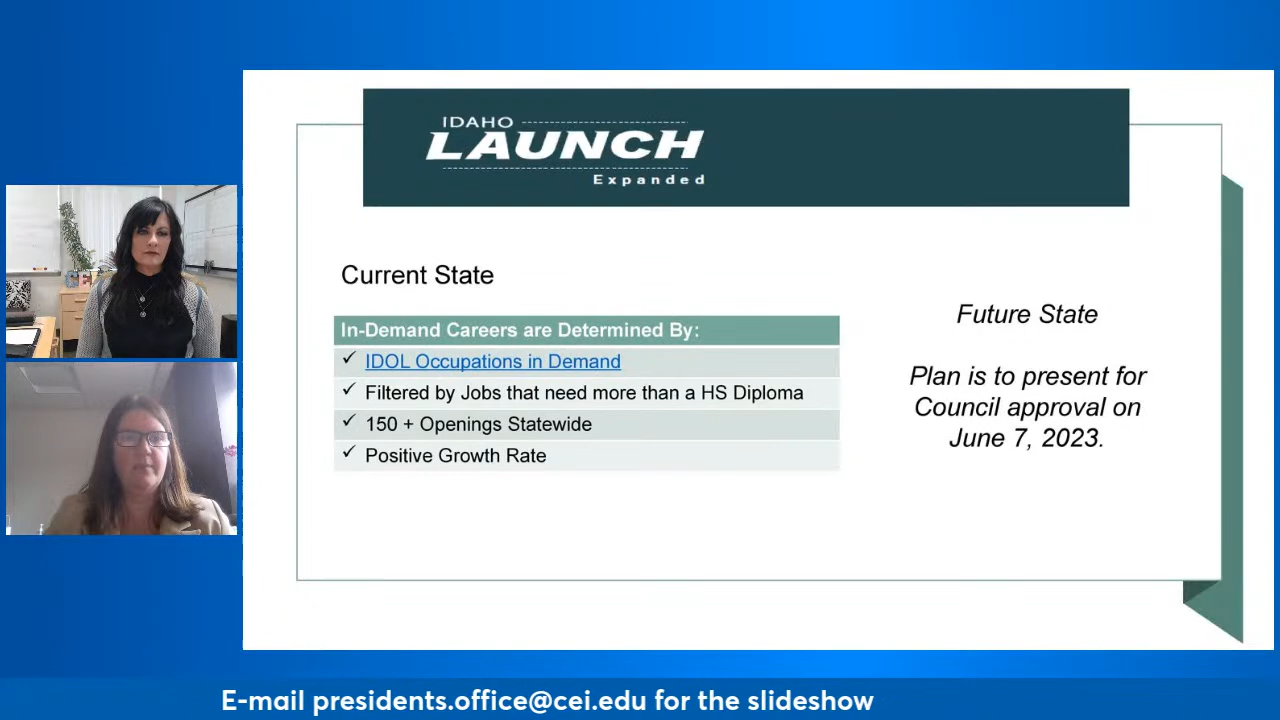 IDAHO
LAUNCH
Expanded
Current State
In-Demand Careers are Determined By:
✓ IDOL Occupations in Demand
✓ Filtered by Jobs that need more than a HS Diploma
✓ 150 + Openings Statewide
✓ Positive Growth Rate
Future State
Plan is to present for
Council approval on
June 7, 2023.
E-mail presidents.office@cei.edu for the slideshow